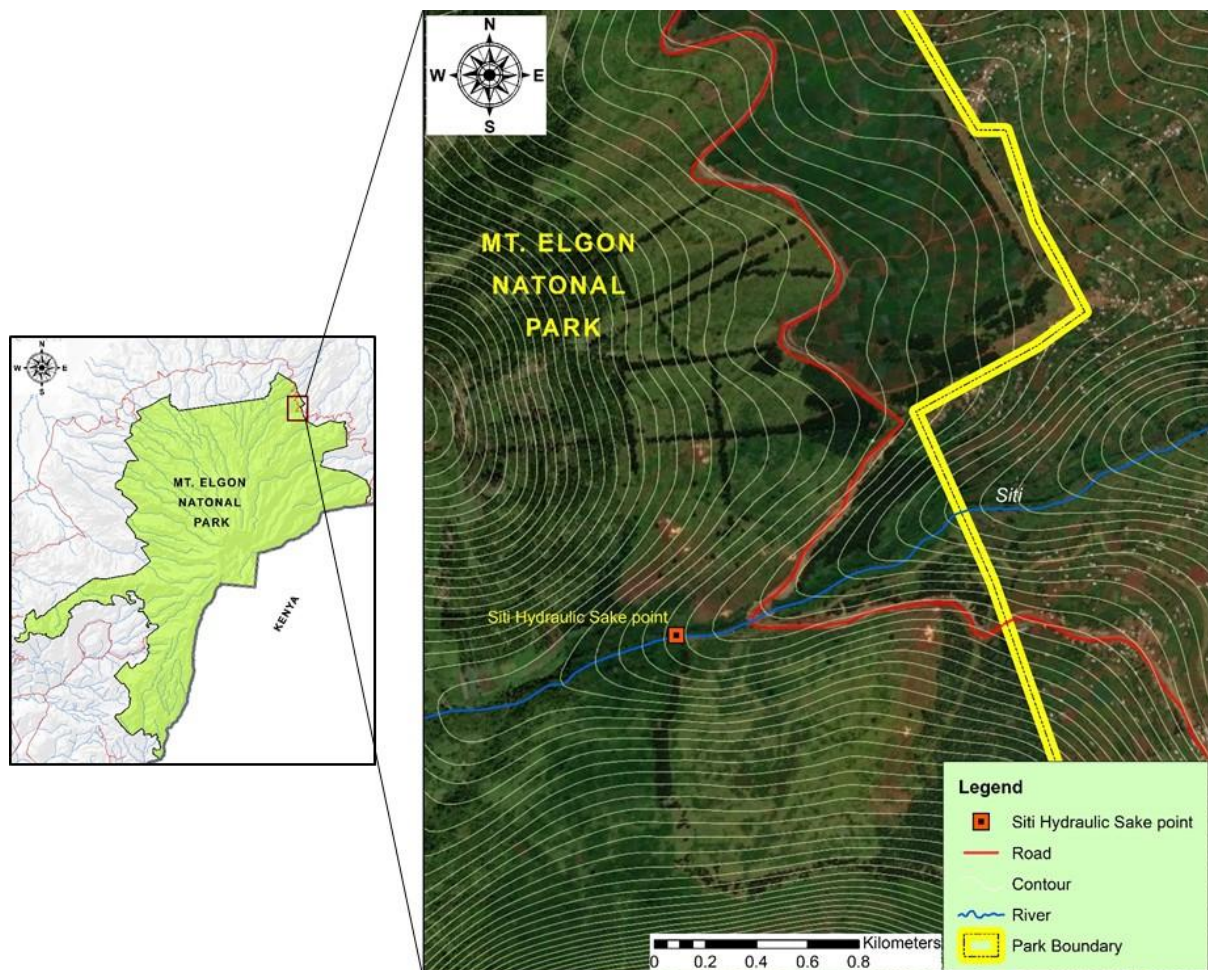 N
W E
S
MT. ELGON
NATONAL
PARK
KENYA
N
W E
S
MT. ELGON
NATONAL
PARK
Siti
Siti Hydraulic Sake point
Legend
Siti Hydraulic Sake point
Road
Contour
River
Park Boundary
Kilometers
0 0.2 0.4 0.6 0.8